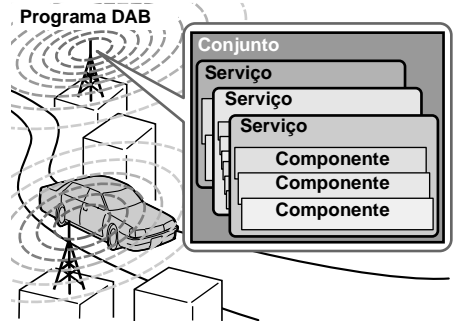 Programa DAB
Conjunto
Serviço
Serviço
Serviço
Componente
Componente
Componente